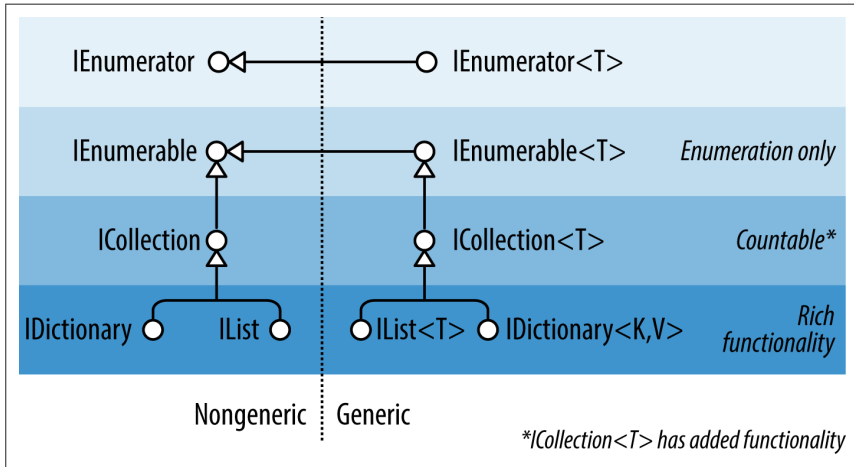 IEnumerator IEnumerator<T>
IEnumerable IEnumerable<T> Enumeration only
ICollection ICollection<T> Countable*
IDictionary IList IList<T> IDictionary<K,V> Rich
functionality
Nongeneric Generic
*ICollection<T> has added functionality